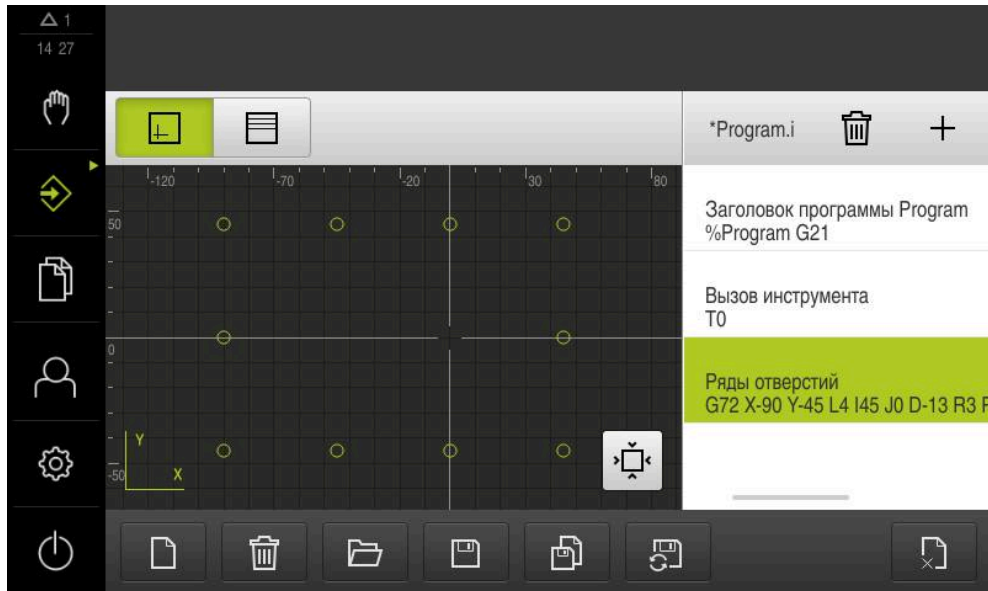 1
14 27
*Program.i
-120 -70 -20 30 80
50
Заголовок программы Program
%Program G21
Вызов инструмента
T0
0
Ряды отверстий
G72 X-90 Y-45 L4 I45 J0 D-13 R3 F
Y
-50 X